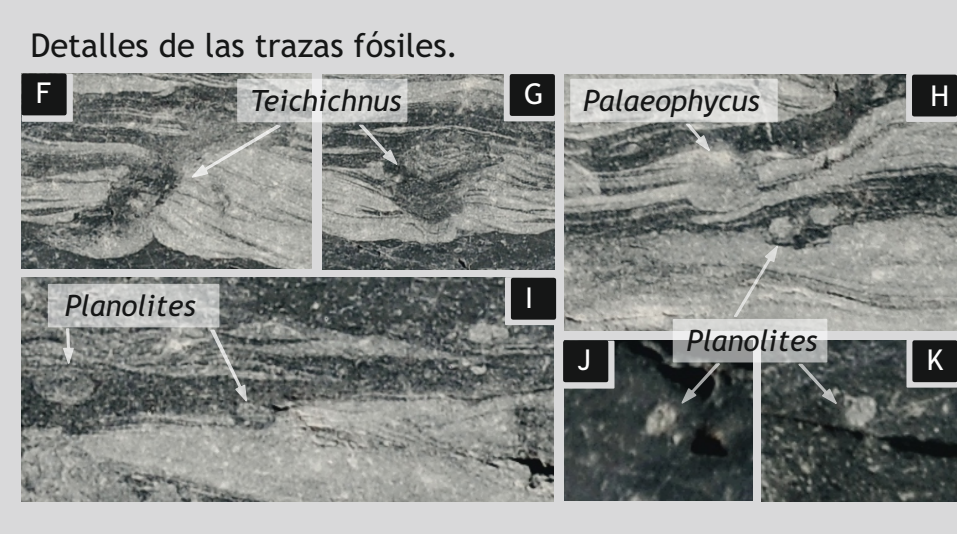 Detalles de las trazas fósiles.
F
Teichichnus
G
Palaeophycus
H
Planolites
I
Planolites
J
K